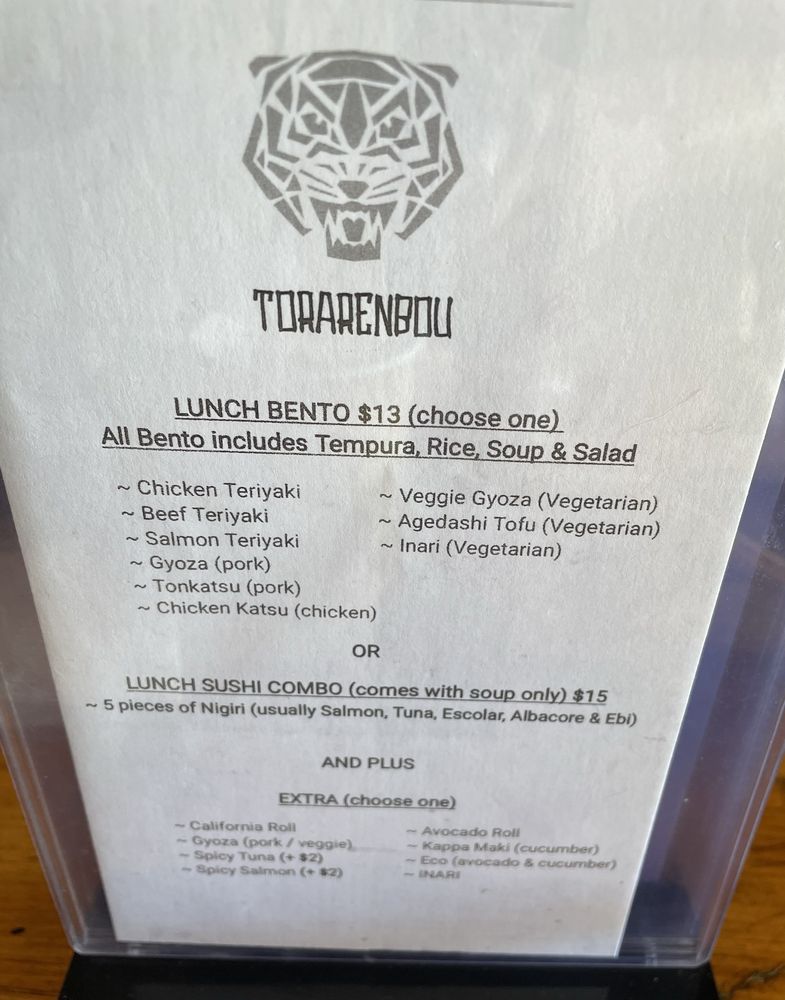 TORARENBOU
LUNCH BENTO $13 (choose one)
All Bento includes Tempura, Rice, Soup & Salad
~ Chicken Teriyaki
~ Beef Teriyaki
~ Salmon Teriyaki
~ Gyoza (pork)
~ Tonkatsu (pork)
~ Chicken Katsu (chicken)
~ Veggie Gyoza (Vegetarian)
~ Agedashi Tofu (Vegetarian)
~ Inari (Vegetarian)
OR
LUNCH SUSHI COMBO (comes with soup only) $15
~ 5 pieces of Nigiri (usually Salmon, Tuna, Escolar, Albacore & Ebi)
AND PLUS
EXTRA (choose one)
~ California Roll
~ Gyoza (pork / veggie)
~ Spicy Tuna (+ $2)
~ Spicy Salmon (+ $2)
~ Avocado Roll
~ Kappa Maki (cucumber)
~ Eco (avocado & cucumber)
~ INARI